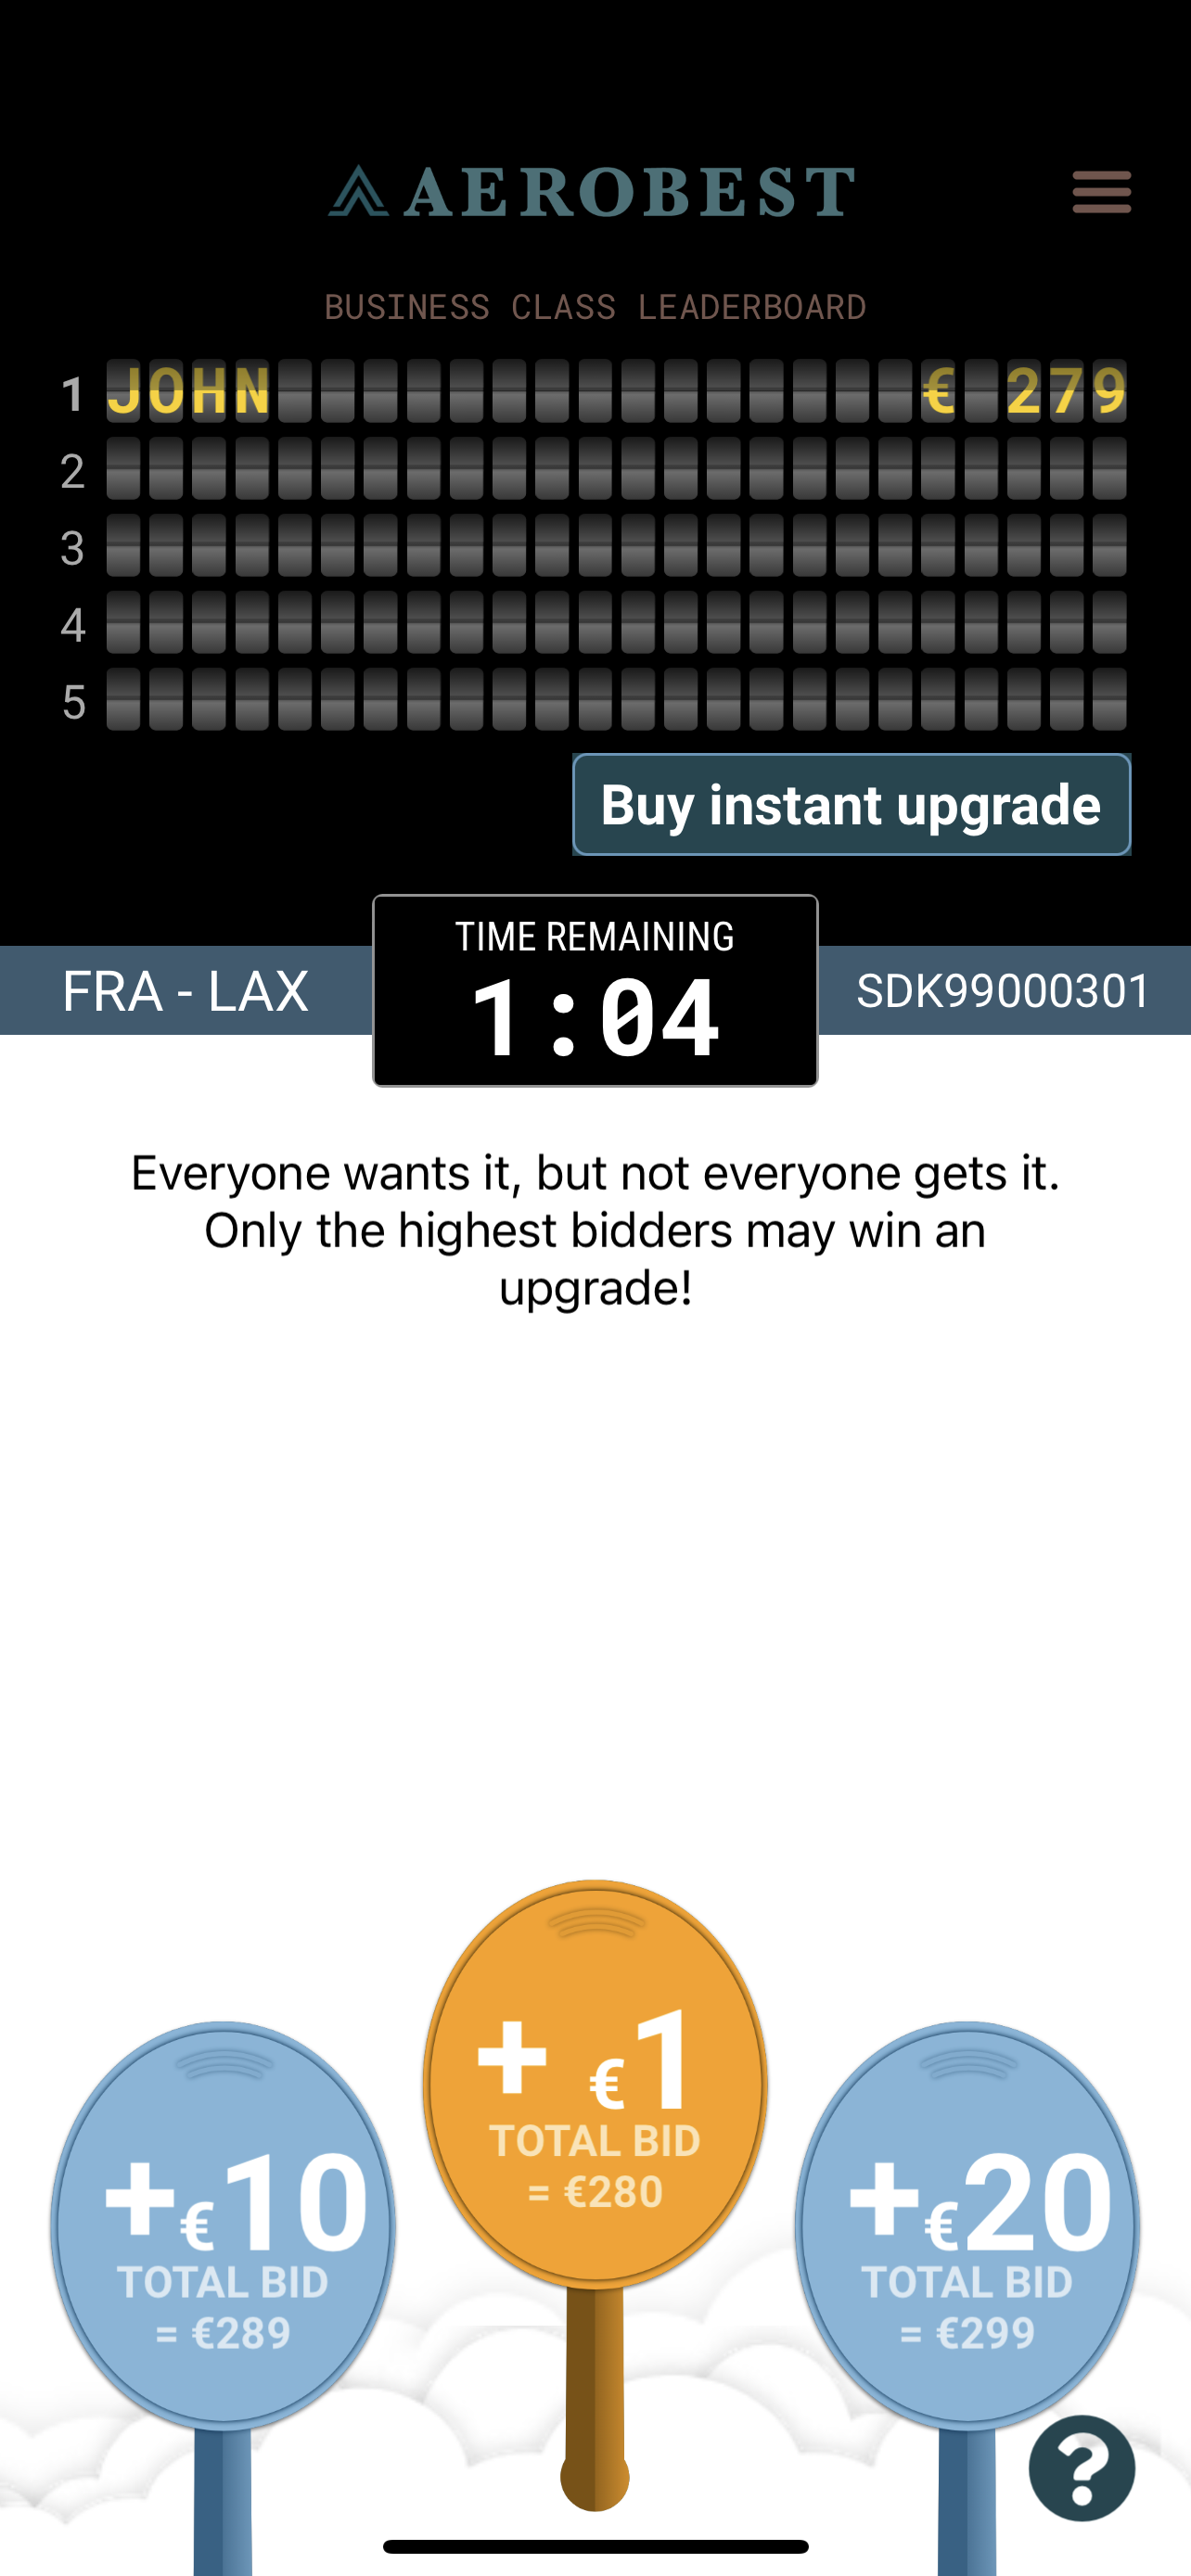 AEROBEST
BUSINESS CLASS LEADERBOARD
1 JOHN € 279
2
3
4
5
Buy instant upgrade
TIME REMAINING
FRA - LAX 1:04 SDK99000301
Everyone wants it, but not everyone gets it.
Only the highest bidders may win an
upgrade!
+ €1
TOTAL BID
= €280
+€10
TOTAL BID
= €289
+€20
TOTAL BID
= €299
?